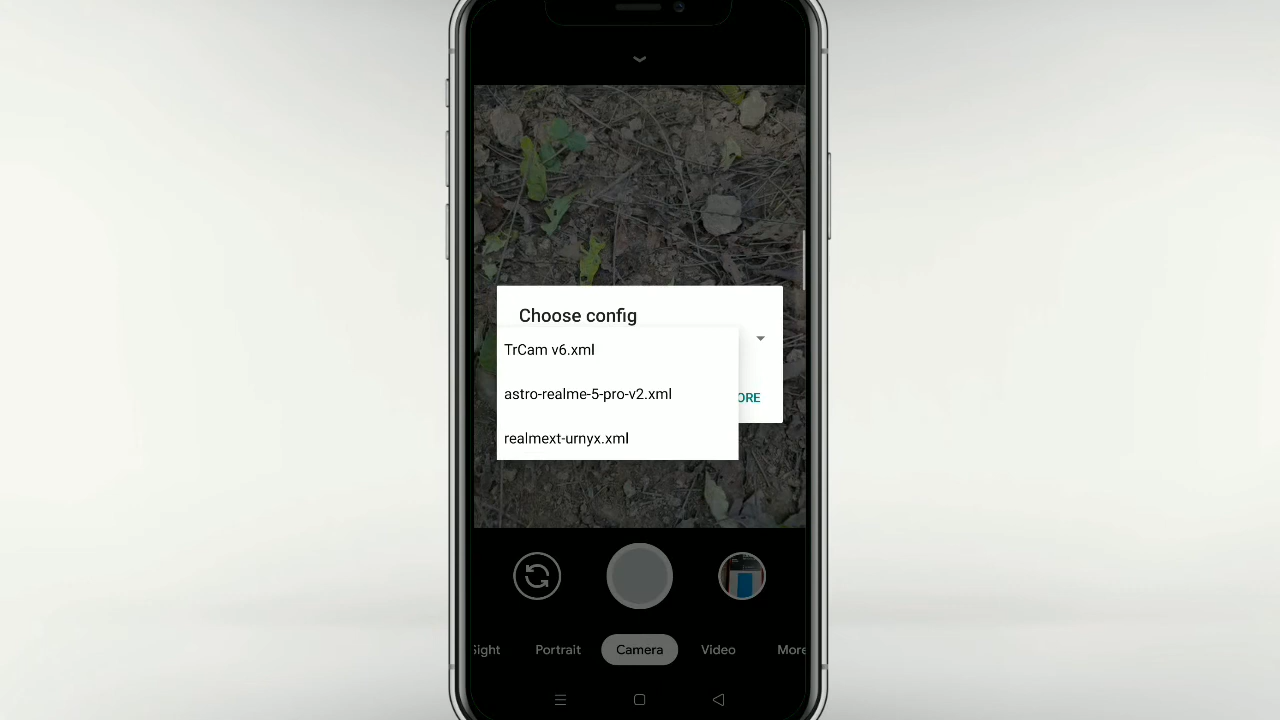 Choose config
TrCam v6.xml
astro-realme-5-pro-v2.xml
ORE
realmext-urnyx.xml
Sight Portrait Camera Video More